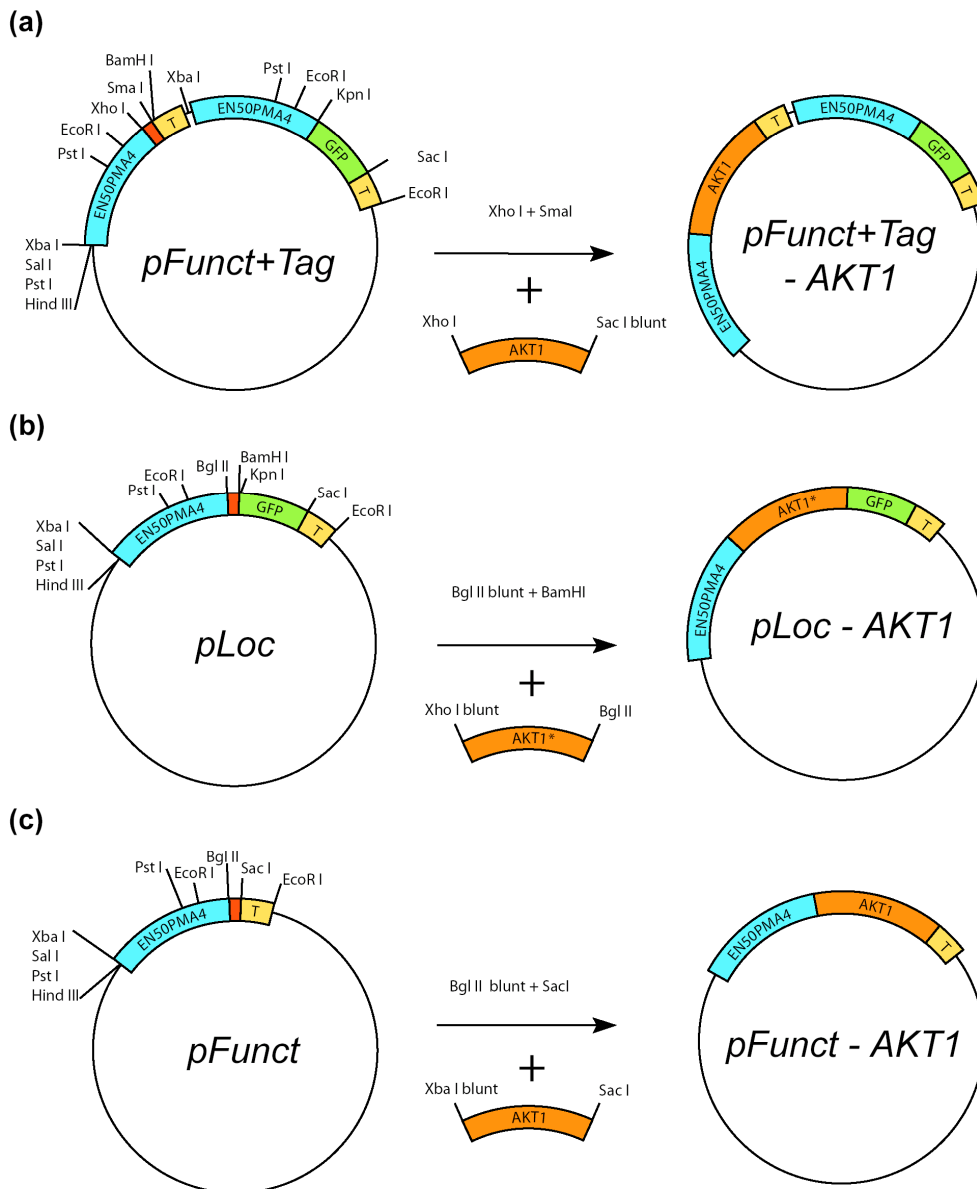 (a)
BamH I
Sma I
Xho I
EcoR I
Pst I
Xba I
Pst I
EcoR I
Kpn I
Sac I
EcoR I
EN50PMA4
T
EN50PMA4
GFP
T
Xba I
Sal I
Pst I
Hind III
pFunct+Tag
Xho I + SmaI
+
Xho I
Sac I blunt
AKT1
EN50PMA4
AKT1
T
EN50PMA4
GFP
T
pFunct+Tag
- AKT1
(b)
Bgl II
BamH I
Kpn I
EcoR I
Pst I
Sac I
EcoR I
EN50PMA4
GFP
T
Xba I
Sal I
Pst I
Hind III
pLoc
Bgl II blunt + BamHI
+
Xho I blunt
Bgl II
AKT1*
EN50PMA4
AKT1*
GFP
T
pLoc - AKT1
(c)
Bgl II
Pst I
EcoR I
Sac I
EcoR I
EN50PMA4
T
Xba I
Sal I
Pst I
Hind III
pFunct
Bgl II blunt + SacI
+
Xba I blunt
Sac I
AKT1
EN50PMA4
AKT1
T
pFunct - AKT1